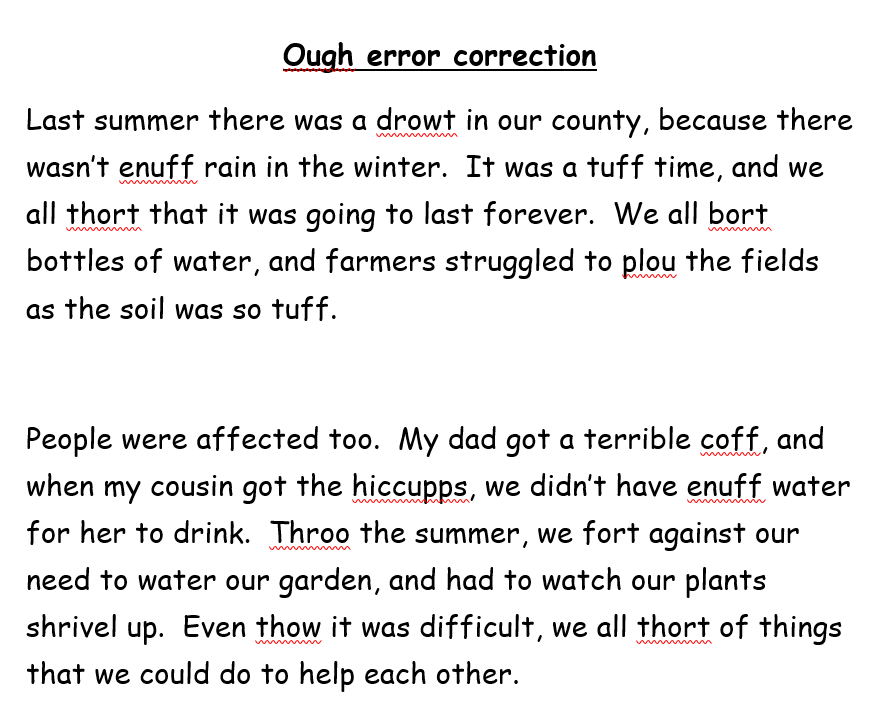 Ough error correction
Last summer there was a drowt in our county, because there
wasn't enuff rain in the winter.  It was a tuff time, and we
all thort that it was going to last forever.  We all bort
bottles of water, and farmers struggled to plou the fields
as the soil was so tuff.
People were affected too.  My dad got a terrible coff, and
when my cousin got the hiccupps, we didn't have enuff water
for her to drink.  Throo the summer, we fort against our
need to water our garden, and had to watch our plants
shrivel up.  Even thow it was difficult, we all thort of things
that we could do to help each other.